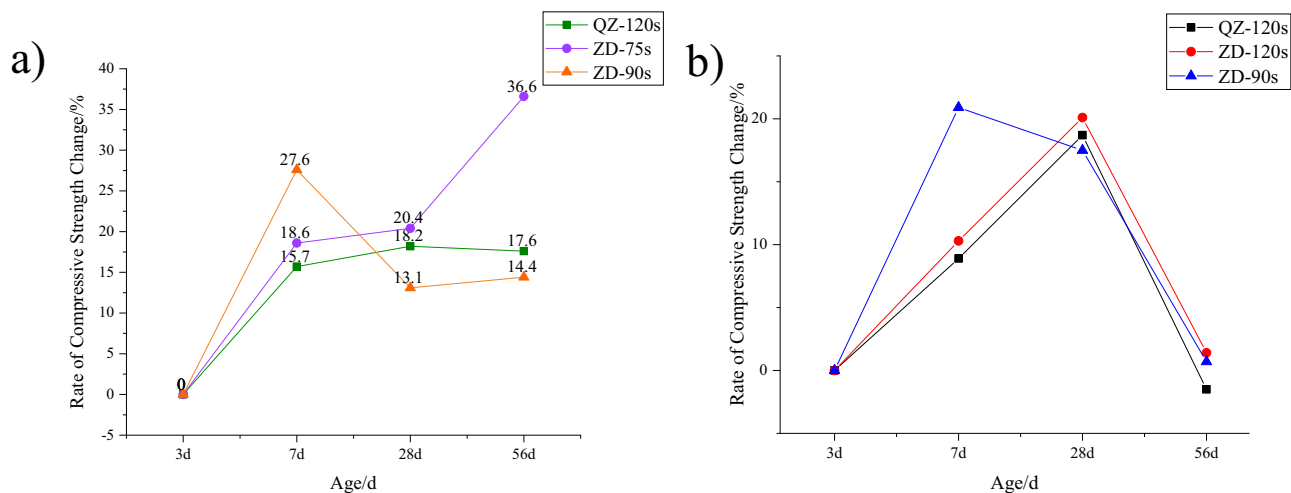 a)
QZ-120s
ZD-75s
ZD-90s
Rate of Compressive Strength Change/%
40
35
30
25
20
15
10
5
0
-5
0
27.6
18.6
15.7
20.4
18.2
13.1
36.6
17.6
14.4
3d 7d 28d 56d
Age/d
b)
QZ-120s
ZD-120s
ZD-90s
Rate of Compressive Strength Change/%
20
10
0
3d 7d 28d 56d
Age/d